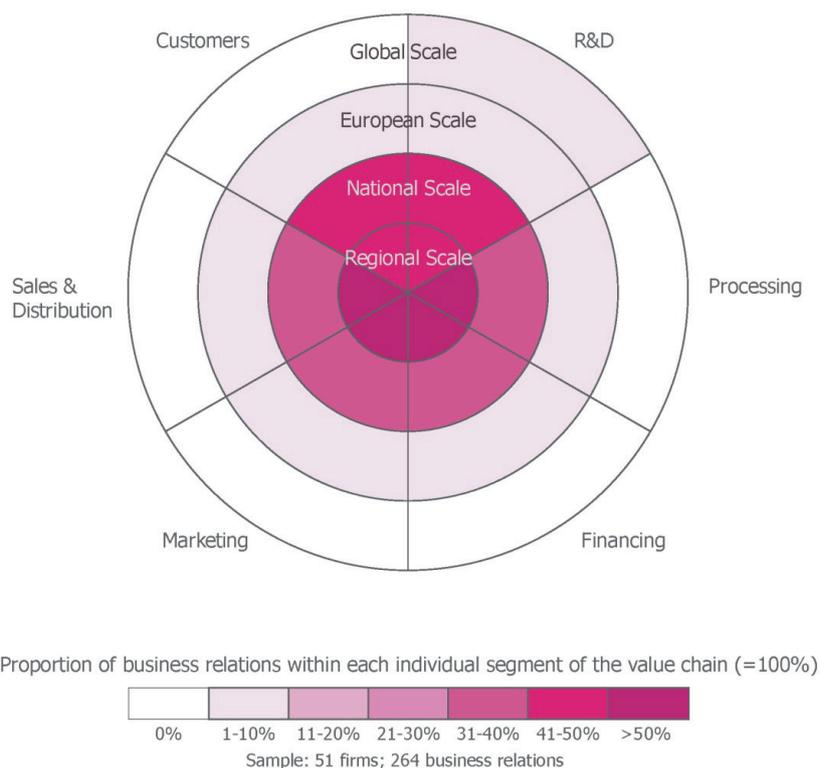 Customers
Global Scale
R&D
European Scale
National Scale
Regional Scale
Sales &
Distribution
Processing
Marketing
Financing
Proportion of business relations within each individual segment of the value chain (=100%)
0%
1-10%
11-20%
21-30%
31-40%
41-50%
>50%
Sample: 51 firms; 264 business relations